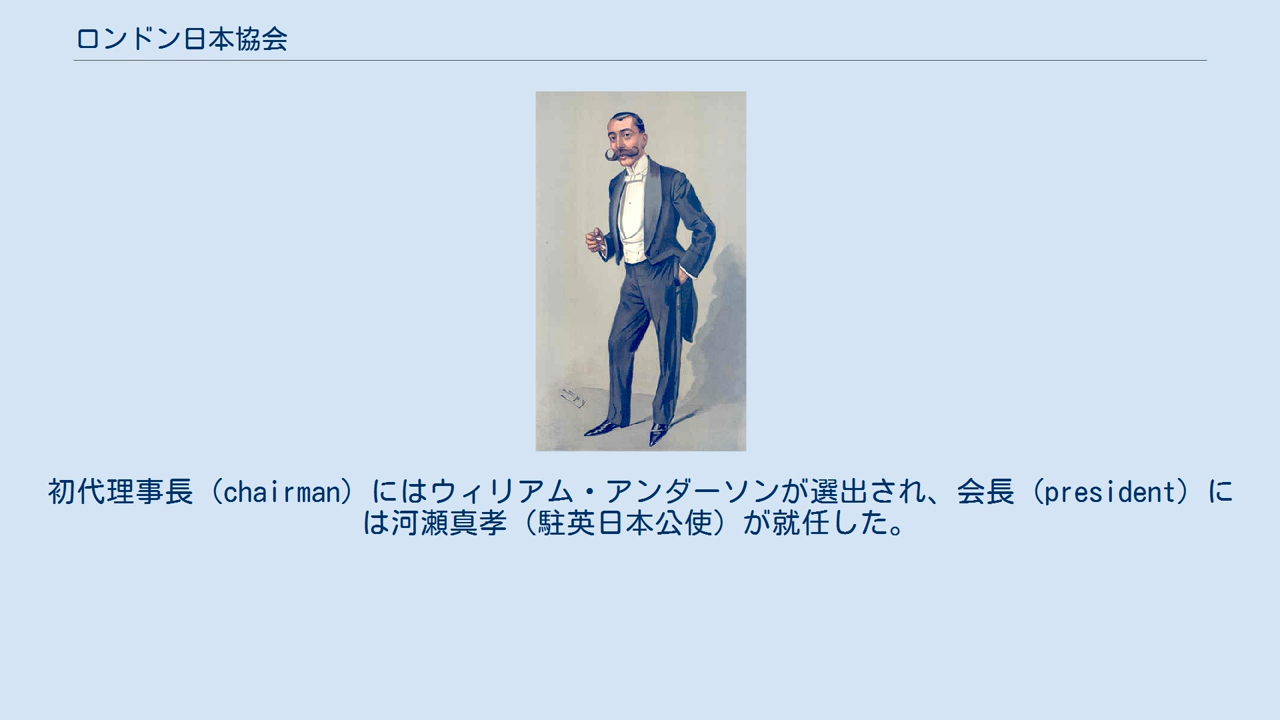 ロンドン日本協会
初代理事長（chairman）にはウィリアム・アンダーソンが選出され、会長（president）に
は河瀬真孝（駐英日本公使）が就任した。